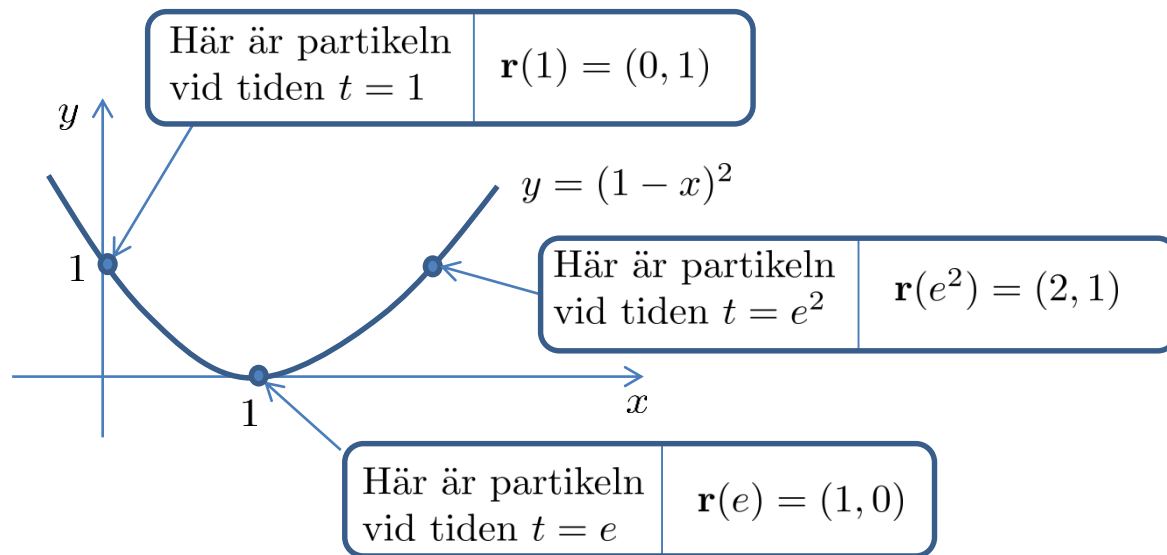 Här är partikeln
vid tiden t = 1
r(1) = (0, 1)
y
y = (1 − x)²
1
Här är partikeln
vid tiden t = e²
r(e²) = (2, 1)
1
x
Här är partikeln
vid tiden t = e
r(e) = (1, 0)